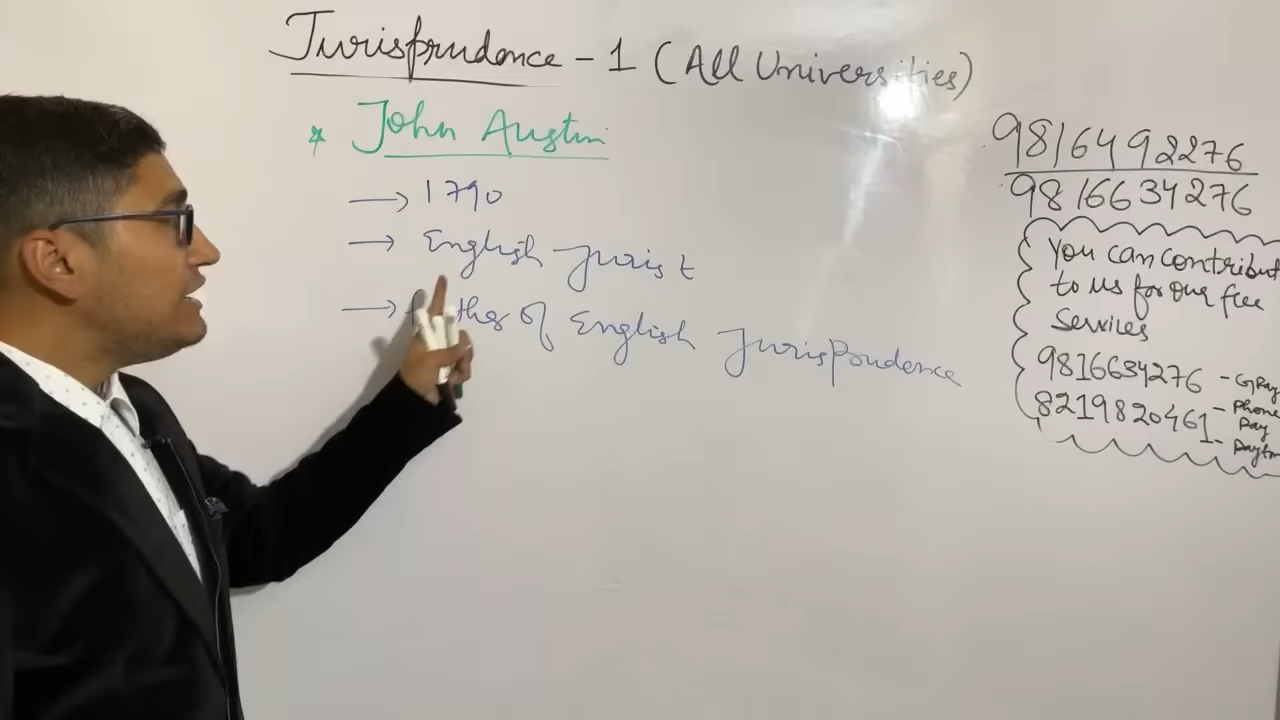 Jurisprudence - 1 (All Universities)
* John Austin
→ 1790
→ English Jurist
→ of English Jurisprudence
9816492276
9816634276
You can contribut
to us for our free
Services
9816634276 - GPay
8219820461 - Phone
Pay
- Paytm